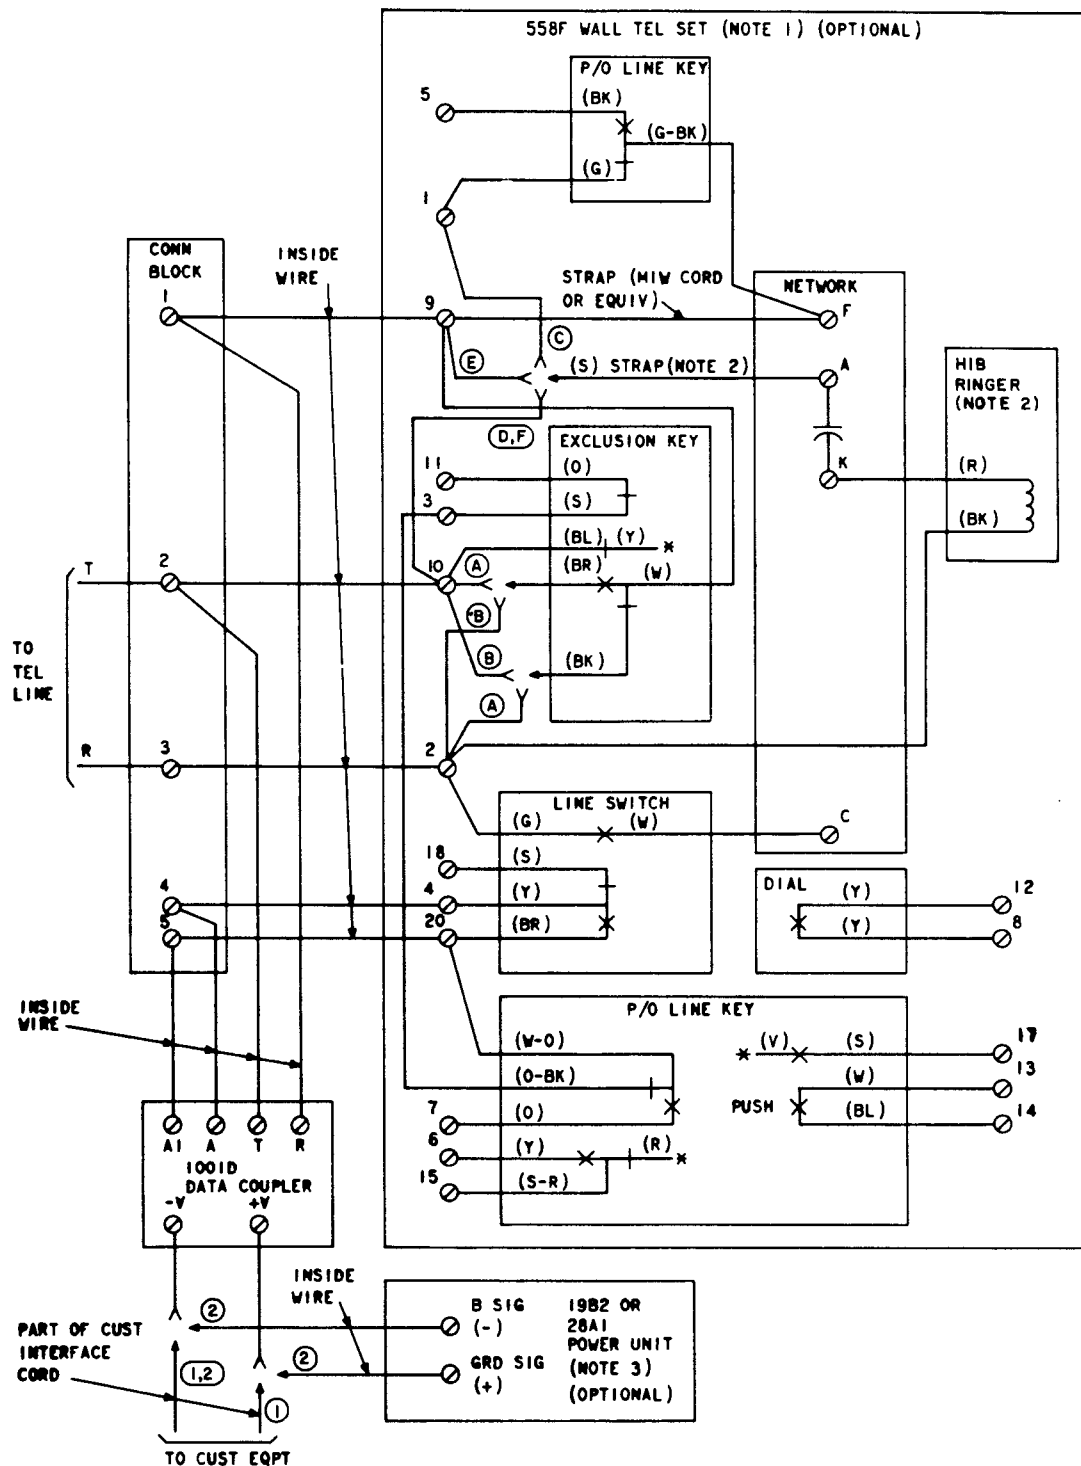 558F WALL TEL SET (NOTE 1) (OPTIONAL)
P/O LINE KEY
5
(BK)
(G-BK)
(G)
1
CONN
BLOCK
INSIDE
WIRE
1
9
STRAP (MIW CORD
OR EQUIV)
NETWORK
F
C
E
(S) STRAP(NOTE 2)
A
HIB
RINGER
(NOTE 2)
D,F
EXCLUSION KEY
11
(O)
K
(R)
3
(S)
(BK)
(BL)
(Y)
*
T
2
10
A
(BR)
(W)
*B
TO
TEL
LINE
B
(BK)
A
R
3
2
LINE SWITCH
(G)
(W)
C
18
(S)
4
4
(Y)
DIAL
(Y)
12
5
20
(BR)
(Y)
8
INSIDE
WIRE
P/O LINE KEY
(W-O)
*
(V)
(S)
17
(O-BK)
(W)
13
7
(O)
PUSH
(BL)
14
A1
A
T
R
6
(Y)
(R)
*
1001D
DATA COUPLER
15
(S-R)
-V
+V
INSIDE
WIRE
2
B SIG
(-)
19B2 OR
28A1
POWER UNIT
(NOTE 3)
(OPTIONAL)
PART OF CUST
INTERFACE
CORD
2
GRD SIG
(+)
1,2
1
TO CUST EQPT